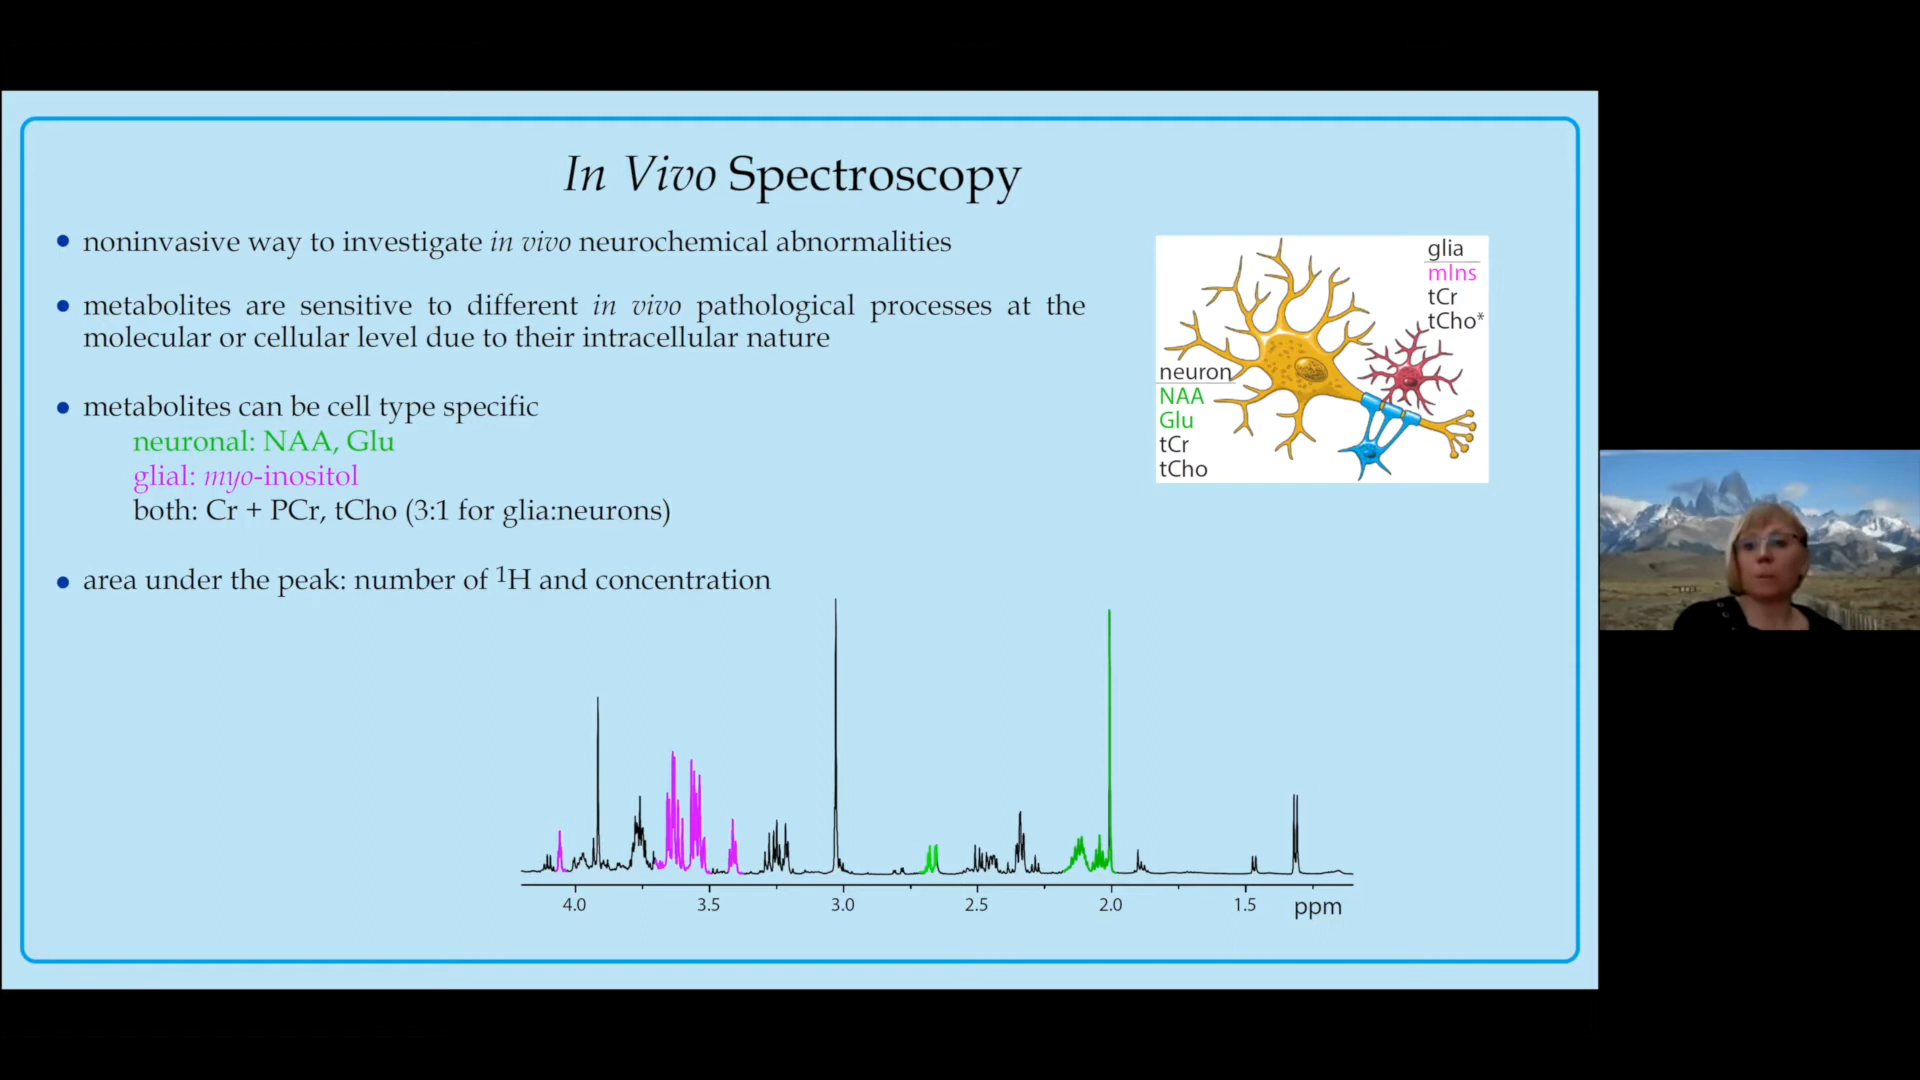 In Vivo Spectroscopy
noninvasive way to investigate in vivo neurochemical abnormalities
metabolites are sensitive to different in vivo pathological processes at the
molecular or cellular level due to their intracellular nature
metabolites can be cell type specific
neuronal: NAA, Glu
glial: myo-inositol
both: Cr + PCr, tCho (3:1 for glia:neurons)
area under the peak: number of ¹H and concentration
glia
mIns
tCr
tCho*
neuron
NAA
Glu
tCr
tCho
4.0 3.5 3.0 2.5 2.0 1.5 ppm